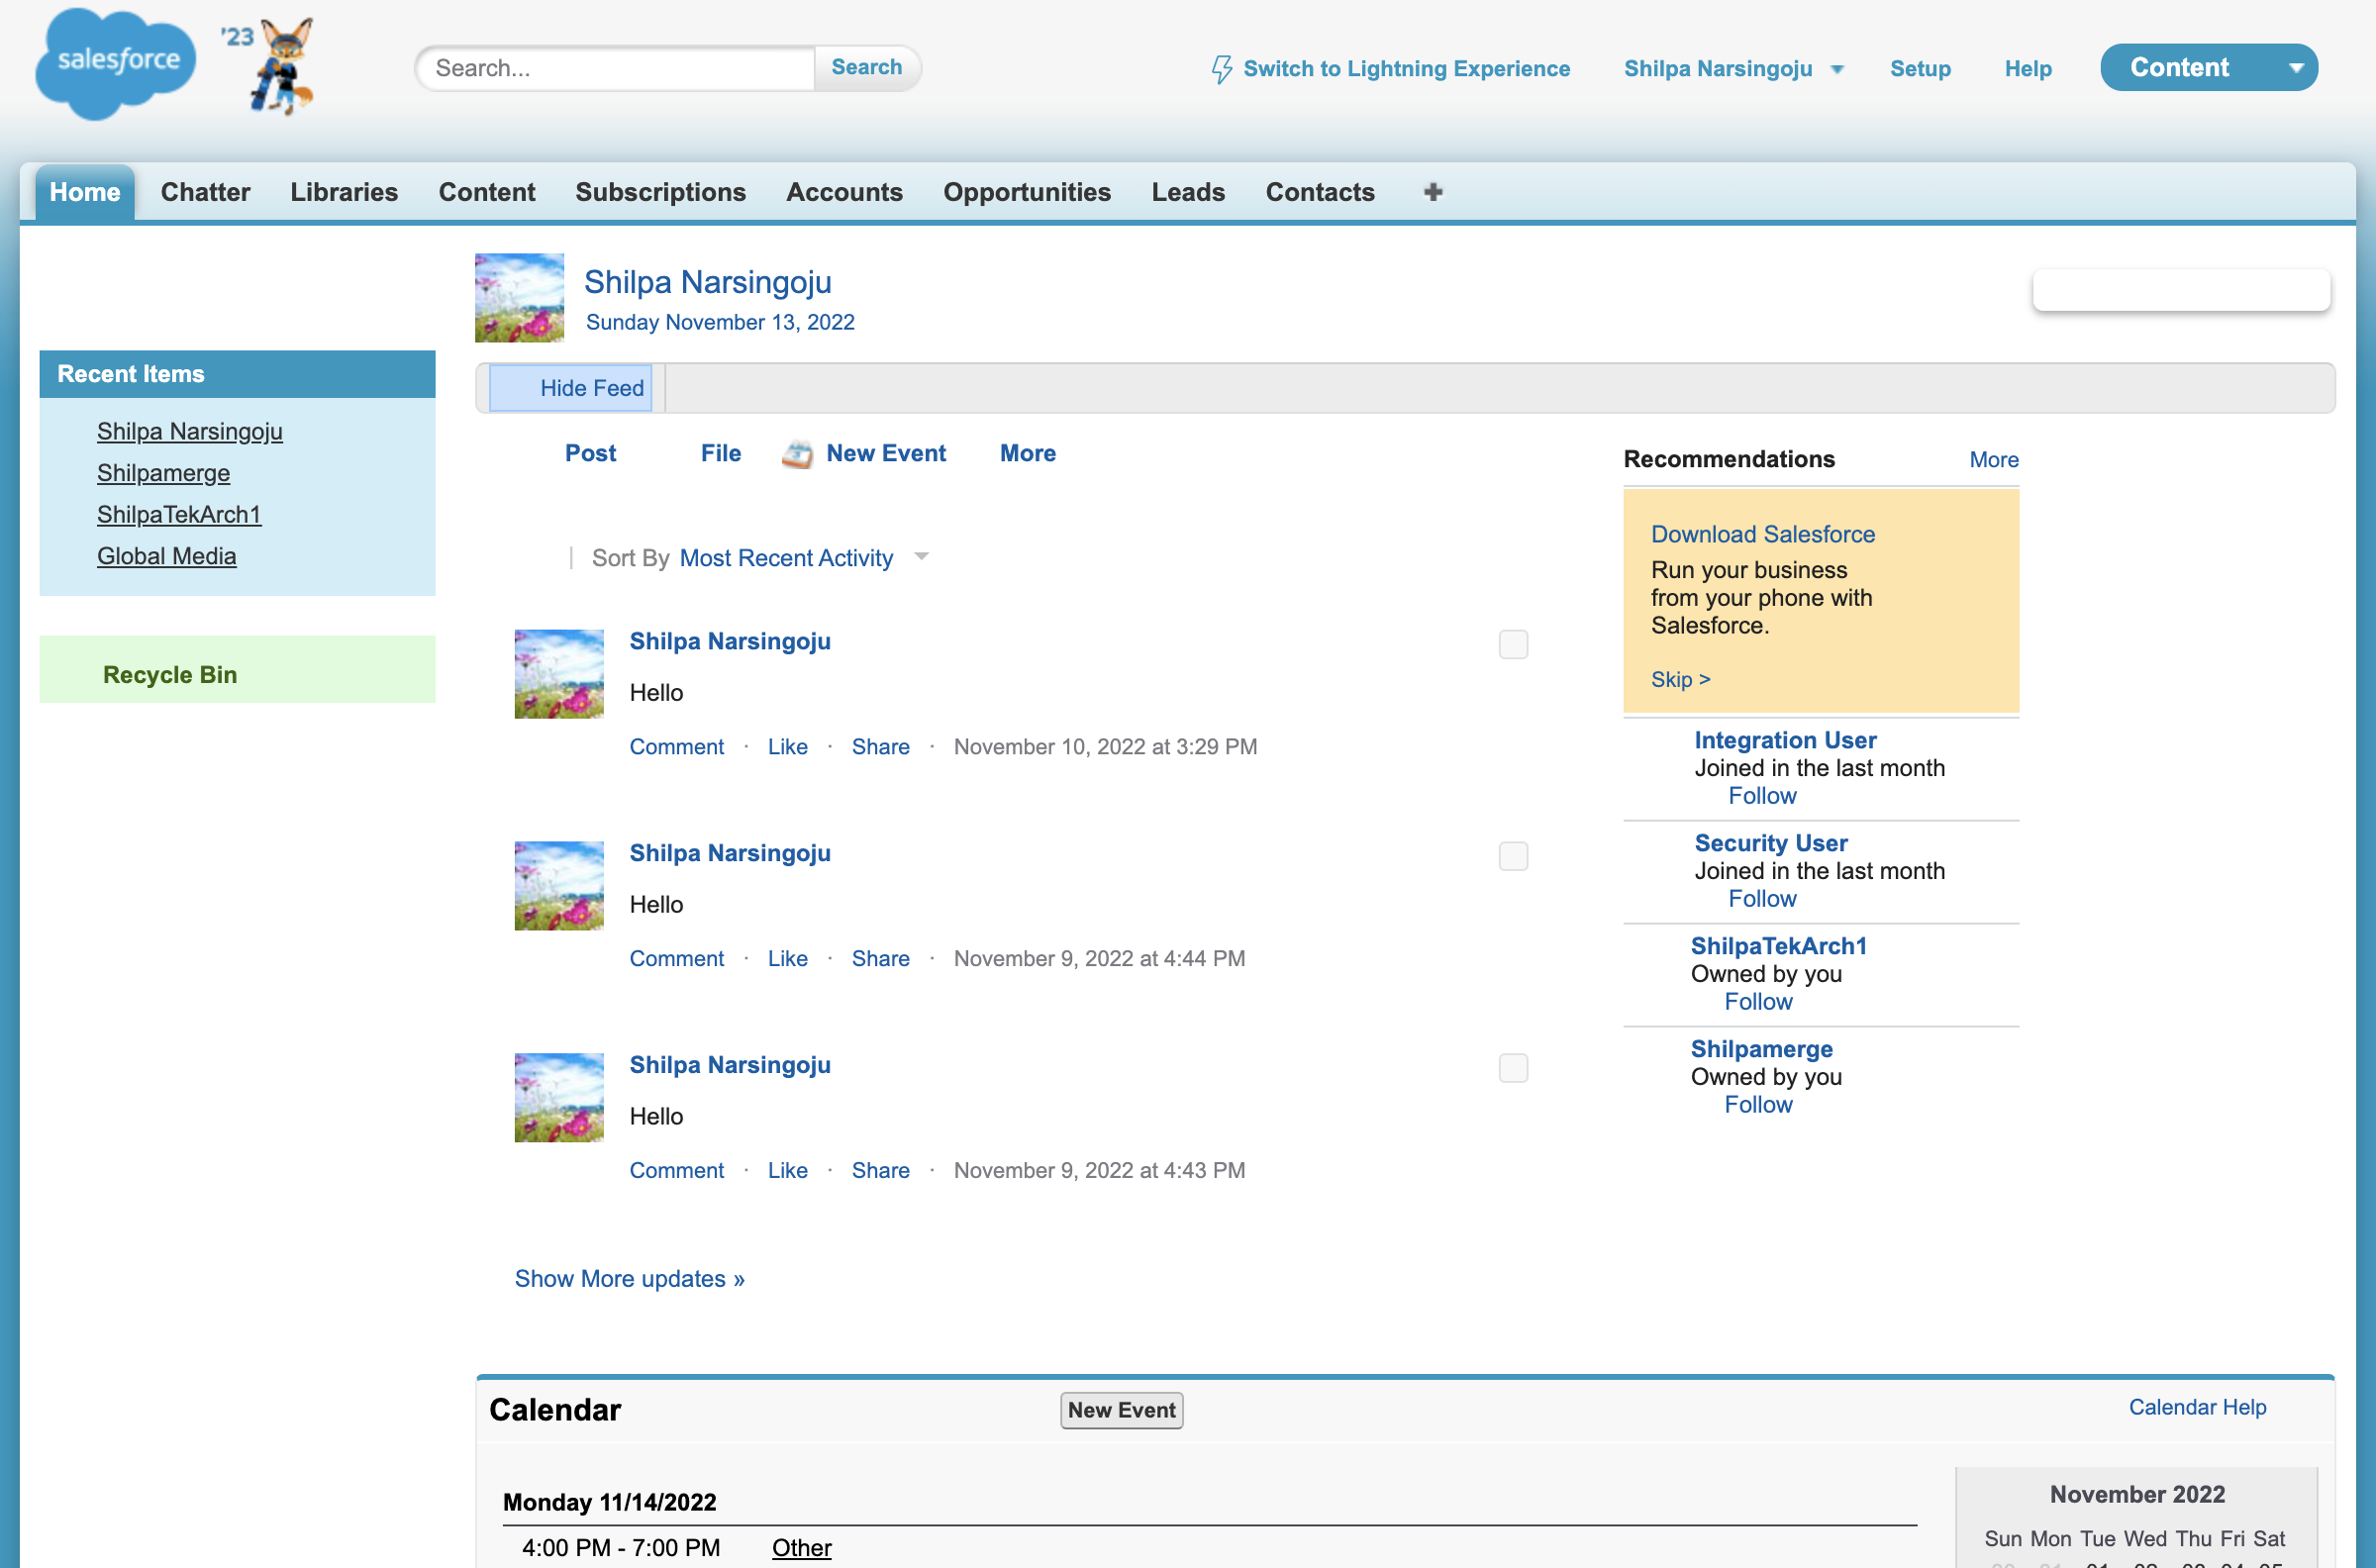 salesforce
'23
Search...
Search
Switch to Lightning Experience
Shilpa Narsingoju
Setup
Help
Content
Home
Chatter
Libraries
Content
Subscriptions
Accounts
Opportunities
Leads
Contacts
Shilpa Narsingoju
Sunday November 13, 2022
Recent Items
Shilpa Narsingoju
Shilpamerge
ShilpaTekArch1
Global Media
Recycle Bin
Hide Feed
Post
File
New Event
More
Sort By Most Recent Activity
Shilpa Narsingoju
Hello
Comment · Like · Share · November 10, 2022 at 3:29 PM
Shilpa Narsingoju
Hello
Comment · Like · Share · November 9, 2022 at 4:44 PM
Shilpa Narsingoju
Hello
Comment · Like · Share · November 9, 2022 at 4:43 PM
Show More updates »
Recommendations
More
Download Salesforce
Run your business
from your phone with
Salesforce.
Skip >
Integration User
Joined in the last month
Follow
Security User
Joined in the last month
Follow
ShilpaTekArch1
Owned by you
Follow
Shilpamerge
Owned by you
Follow
Calendar
New Event
Calendar Help
Monday 11/14/2022
4:00 PM - 7:00 PM Other
November 2022
Sun Mon Tue Wed Thu Fri Sat